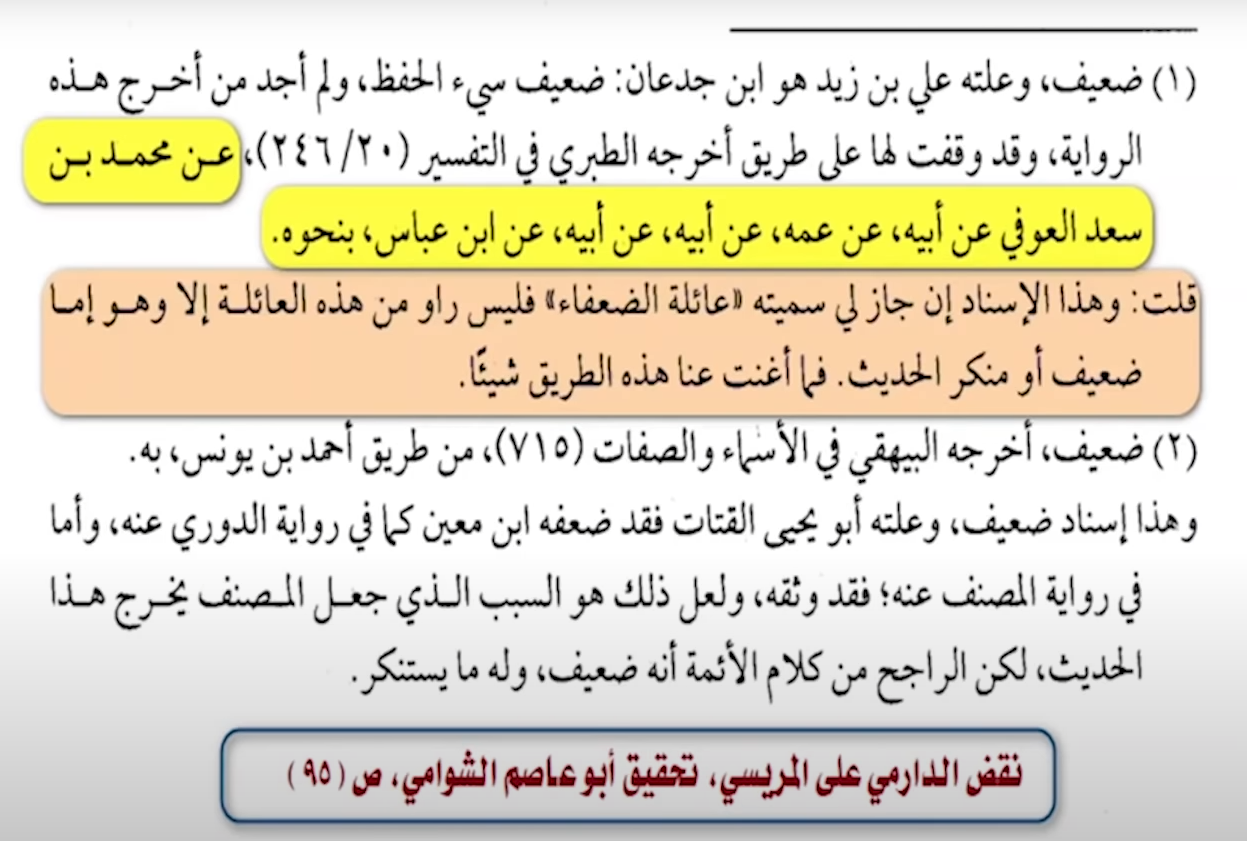 (١) ضعيف، وعلته علي بن زيد هو ابن جدعان: ضعيف سيء الحفظ، ولم أجد من أخرج هذه
الرواية، وقد وقفت لها على طريق أخرجه الطبري في التفسير (٢٠/ ٢٤٦)، عن محمد بن
سعد العوفي عن أبيه، عن عمه، عن أبيه، عن أبيه، عن ابن عباس، بنحوه.
قلت: وهذا الإسناد إن جاز لي سميته «عائلة الضعفاء» فليس راو من هذه العائلة إلا وهو إما
ضعيف أو منكر الحديث. فما أغنت عنا هذه الطريق شيئًا.
(٢) ضعيف، أخرجه البيهقي في الأسماء والصفات (٧١٥)، من طريق أحمد بن يونس، به.
وهذا إسناد ضعيف، وعلته أبو يحيى القتات فقد ضعفه ابن معين كما في رواية الدوري عنه، وأما
في رواية المصنف عنه؛ فقد وثقه، ولعل ذلك هو السبب الذي جعل المصنف يخرج هذا
الحديث، لكن الراجح من كلام الأئمة أنه ضعيف، وله ما يستنكر.
نقض الدارمي على المريسي، تحقيق أبو عاصم الشوامي، ص (٩٥)